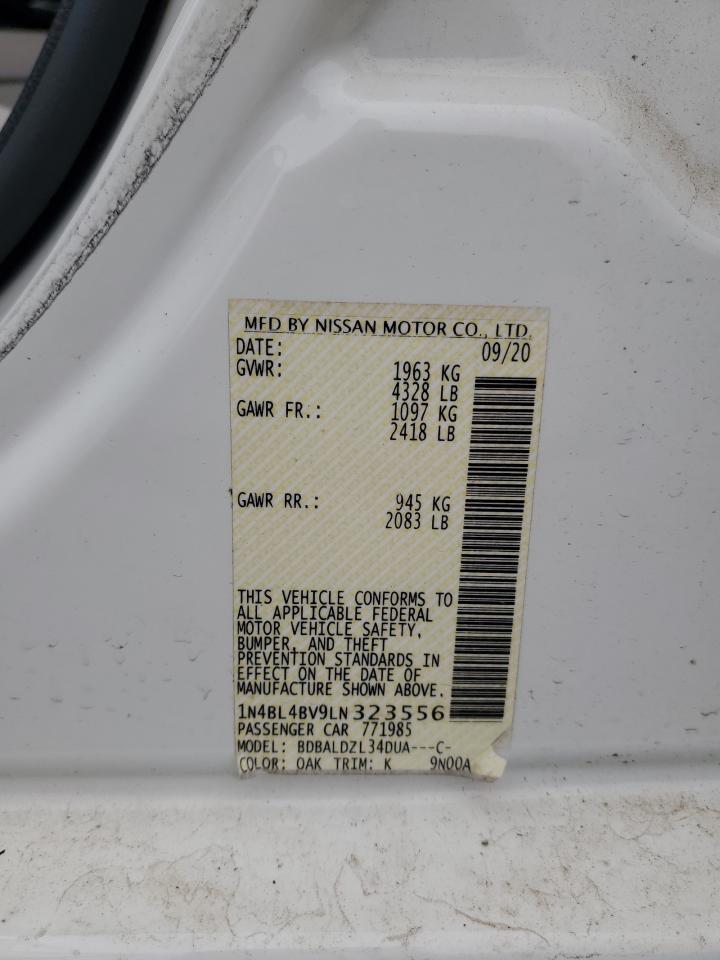 MFD BY NISSAN MOTOR CO., LTD.
DATE: 09/20
GVWR: 1963 KG
4328 LB
GAWR FR.: 1097 KG
2418 LB
GAWR RR.: 945 KG
2083 LB
THIS VEHICLE CONFORMS TO
ALL APPLICABLE FEDERAL
MOTOR VEHICLE SAFETY,
BUMPER, AND THEFT
PREVENTION STANDARDS IN
EFFECT ON THE DATE OF
MANUFACTURE SHOWN ABOVE.
1N4BL4BV9LN323556
PASSENGER CAR 771985
MODEL: BDBALDZL34DUA---C-
COLOR: QAK TRIM: K 9N00A